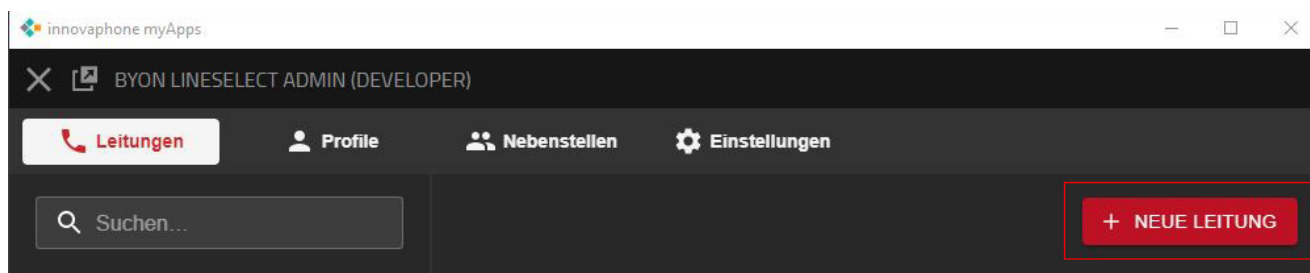 innovaphone myApps
BYON LINESELECT ADMIN (DEVELOPER)
Leitungen Profile Nebenstellen Einstellungen
Suchen... + NEUE LEITUNG